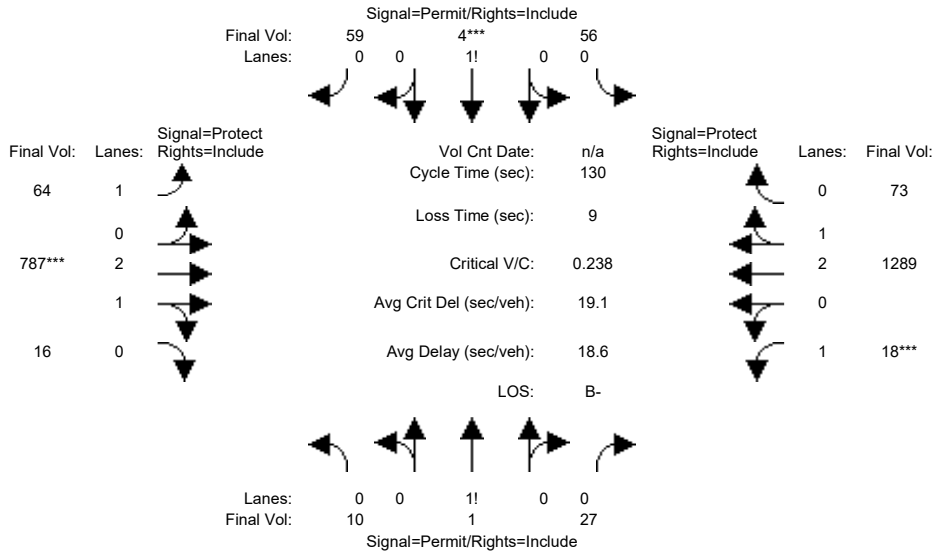 Signal=Permit/Rights=Include
Final Vol: 59 4*** 56
Lanes: 0 0 1! 0 0
Signal=Protect Signal=Protect
Final Vol: Lanes: Rights=Include Vol Cnt Date: n/a Rights=Include Lanes: Final Vol:
Cycle Time (sec): 130
64 1 0 73
Loss Time (sec): 9
0 1
787*** 2 Critical V/C: 0.238 2 1289
1 Avg Crit Del (sec/veh): 19.1 0
16 0 Avg Delay (sec/veh): 18.6 1 18***
LOS: B-
Lanes: 0 0 1! 0 0
Final Vol: 10 1 27
Signal=Permit/Rights=Include